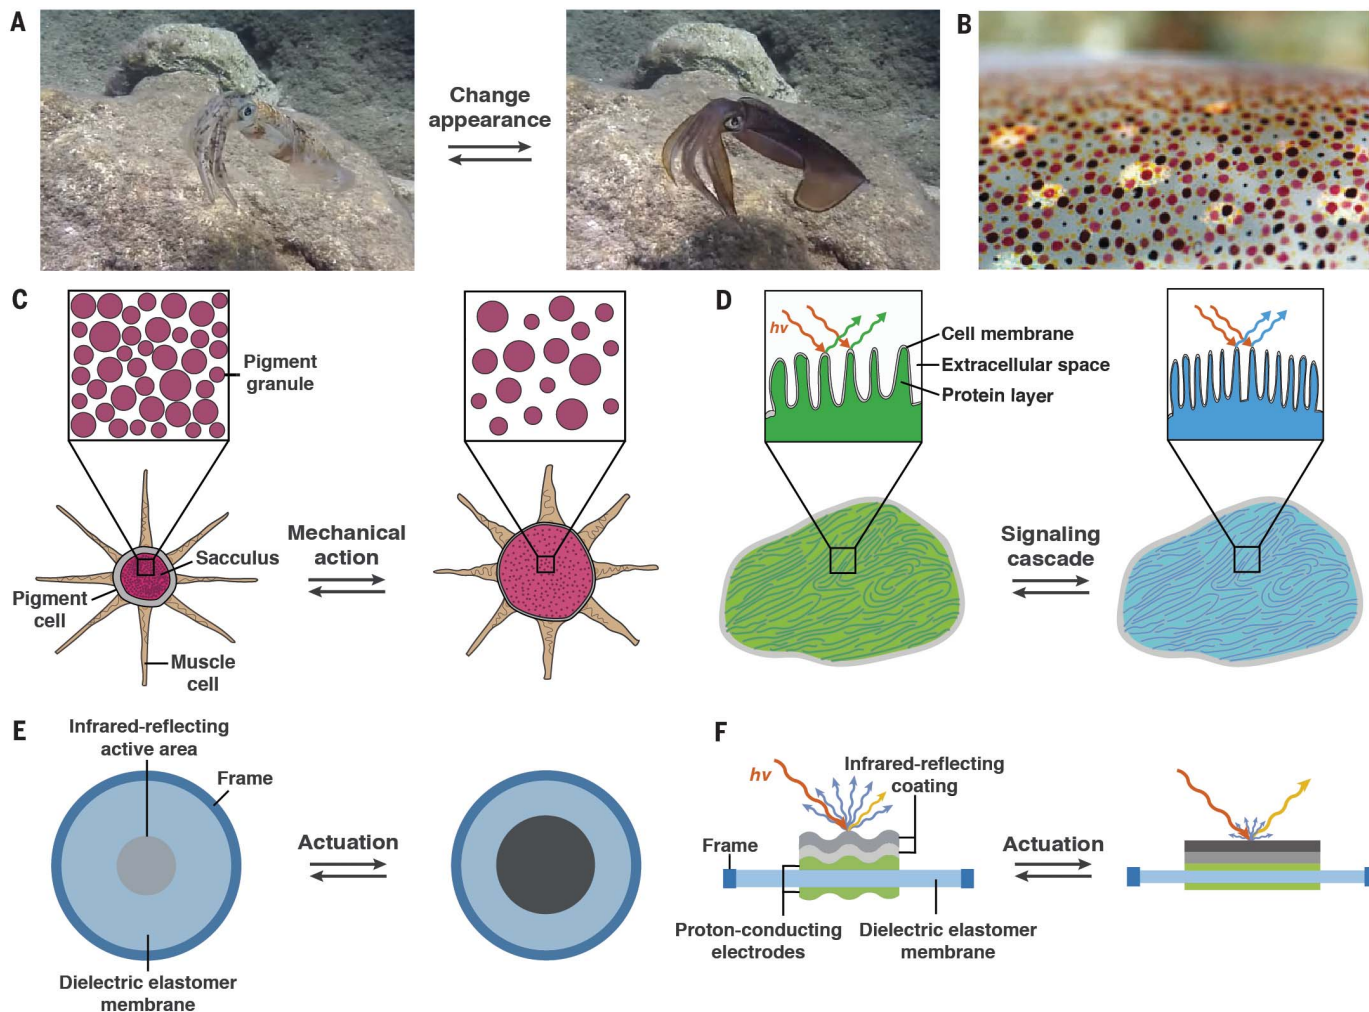 A
Change
appearance
B
C
Pigment
granule
Mechanical
action
Sacculus
Pigment
cell
Muscle
cell
D
hv
Cell membrane
Extracellular space
Protein layer
Signaling
cascade
E
Infrared-reflecting
active area
Frame
Actuation
Dielectric elastomer
membrane
F
hv
Infrared-reflecting
coating
Frame
Actuation
Proton-conducting
electrodes
Dielectric elastomer
membrane